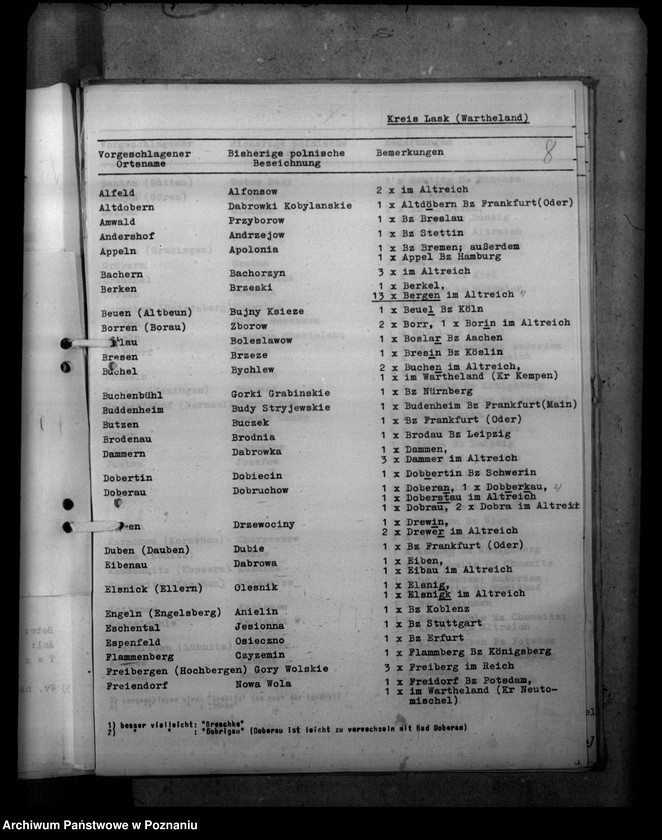 Kreis Lask (Wartheland)
8
Vorgeschlagener Bisherige polnische Bemerkungen
Ortsname Bezeichnung
Alfeld Alfonsow 2 x im Altreich
Altdobern Dabrowki Kobylanskie 1 x Altdöbern Bz Frankfurt(Oder)
Amwald Przyborow 1 x Bz Breslau
Andershof Andrzejow 1 x Bz Stettin
Appeln Apolonia 1 x Bz Bremen; außerdem
1 x Appel Bz Hamburg
Bachern Bachorzyn 3 x im Altreich
Berken Brzeski 1 x Berkel,
13 x Bergen im Altreich
Beuen (Altbeun) Bujny Ksieze 1 x Beuel Bz Köln
Borren (Borau) Zborow 2 x Borr, 1 x Borin im Altreich
Boleslawow 1 x Boslar Bz Aachen
Bresen Brzeze 1 x Bresin Bz Köslin
Buchel Bychlew 2 x Buchen im Altreich,
1 x im Wartheland (Kr Kempen)
Buchenbühl Gorki Grabinskie 1 x Bz Nürnberg
Buddenheim Budy Stryjewskie 1 x Budenheim Bz Frankfurt(Main)
Butzen Buczek 1 x Bz Frankfurt (Oder)
Brodenau Brodnia 1 x Brodau Bz Leipzig
Dammern Dabrowka 1 x Dammen,
3 x Dammer im Altreich
Dobertin Dobiecin 1 x Dobbertin Bz Schwerin
Doberau Dobruchow 1 x Doberan, 1 x Dobberkau,
1 x Doberstau im Altreich
1 x Dobrau, 2 x Dobra im Altreich
en Drzewociny 1 x Drewin,
2 x Drewer im Altreich
Duben (Dauben) Dubie 1 x Bz Frankfurt (Oder)
Eibenau Dabrowa 1 x Eiben,
1 x Eibau im Altreich
Elsnick (Ellern) Olesnik 1 x Elanig,
1 x Elsnigk im Altreich
Engeln (Engelsberg) Anielin 1 x Bz Koblenz
Eschental Jesionna 1 x Bz Stuttgart
Espenfeld Osieczno 1 x Bz Erfurt
Flammenberg Czyzemin 1 x Flammberg Bz Königsberg
Freibergen (Hochbergen) Gory Wolskie 3 x Freiberg im Reich
Freiendorf Nowa Wola 1 x Freidorf Bz Potsdam,
1 x im Wartheland (Kr Neuto-
mischel)
1) besser vielleicht: "Breschke"
2) " " : "Dobrigau" (Doberau ist leicht zu verwechseln mit Bad Doberan)
Archiwum Państwowe w Poznaniu